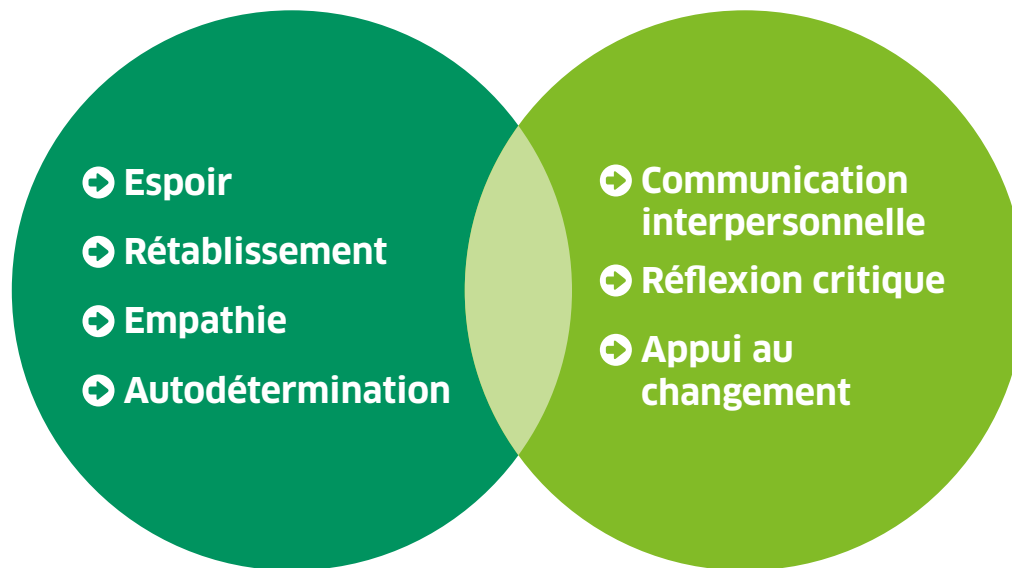 Espoir
Rétablissement
Empathie
Autodétermination
Communication
interpersonnelle
Réflexion critique
Appui au
changement